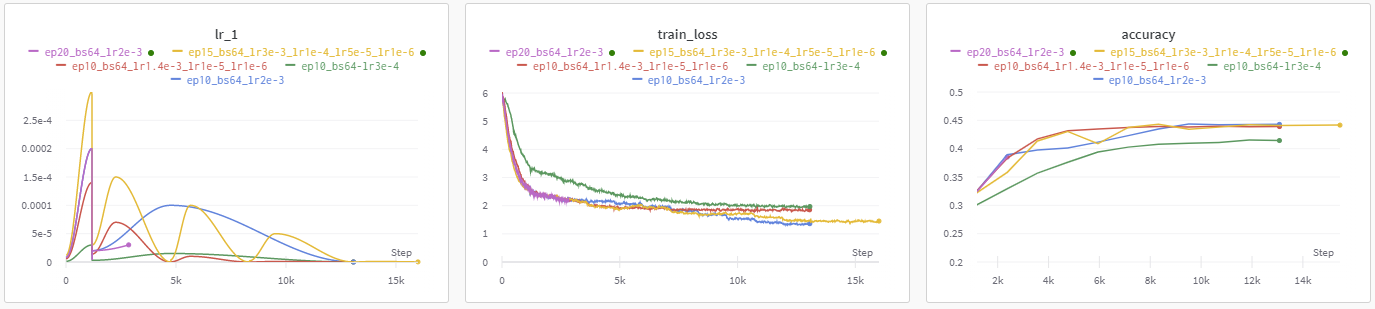 lr_1
ep20_bs64_1r2e-3 ep15_bs64_1r3e-3_1r1e-4_1r5e-5_1r1e-6
ep10_bs64_1r1.4e-3_1r1e-5_1r1e-6 ep10_bs64-1r3e-4
ep10_bs64_1r2e-3
2.5e-4
0.0002
1.5e-4
0.0001
5e-5
0
Step
0 5k 10k 15k
train_loss
ep20_bs64_1r2e-3 ep15_bs64_1r3e-3_1r1e-4_1r5e-5_1r1e-6
ep10_bs64_1r1.4e-3_1r1e-5_1r1e-6 ep10_bs64-1r3e-4
ep10_bs64_1r2e-3
6
5
4
3
2
1
0
Step
0 5k 10k 15k
accuracy
ep20_bs64_1r2e-3 ep15_bs64_1r3e-3_1r1e-4_1r5e-5_1r1e-6
ep10_bs64_1r1.4e-3_1r1e-5_1r1e-6 ep10_bs64-1r3e-4
ep10_bs64_1r2e-3
0.5
0.45
0.4
0.35
0.3
0.25
0.2
Step
2k 4k 6k 8k 10k 12k 14k